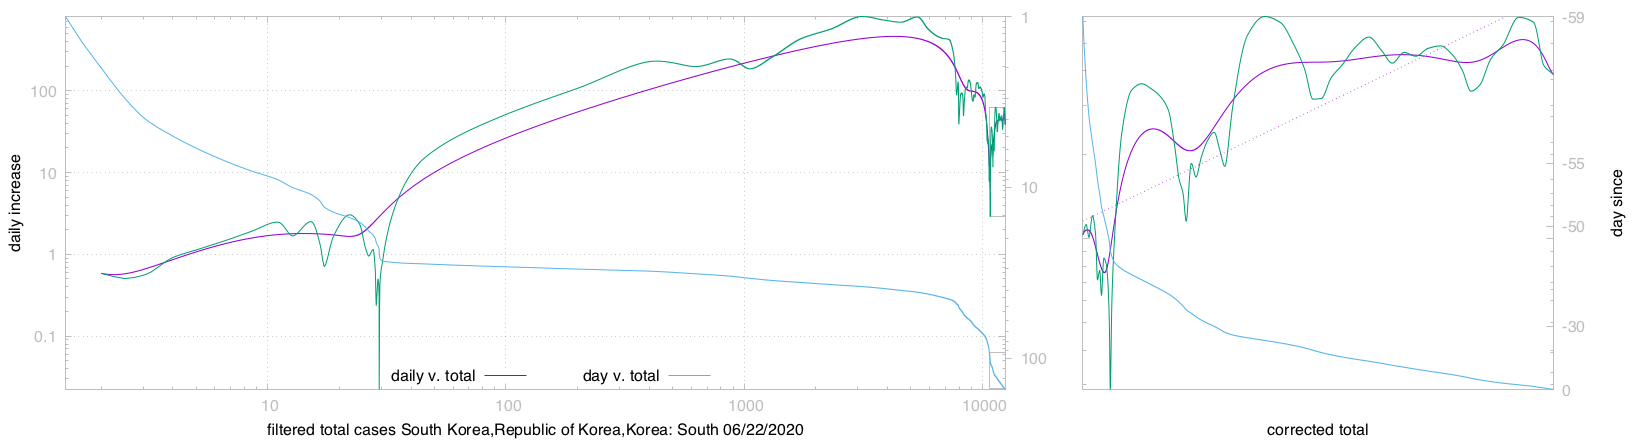 1
-59
100
10
-55
daily increase
day since
10
-50
1
-30
0.1
100
daily v. total
day v. total
0
10
100
1000
10000
filtered total cases South Korea,Republic of Korea,Korea: South 06/22/2020
corrected total